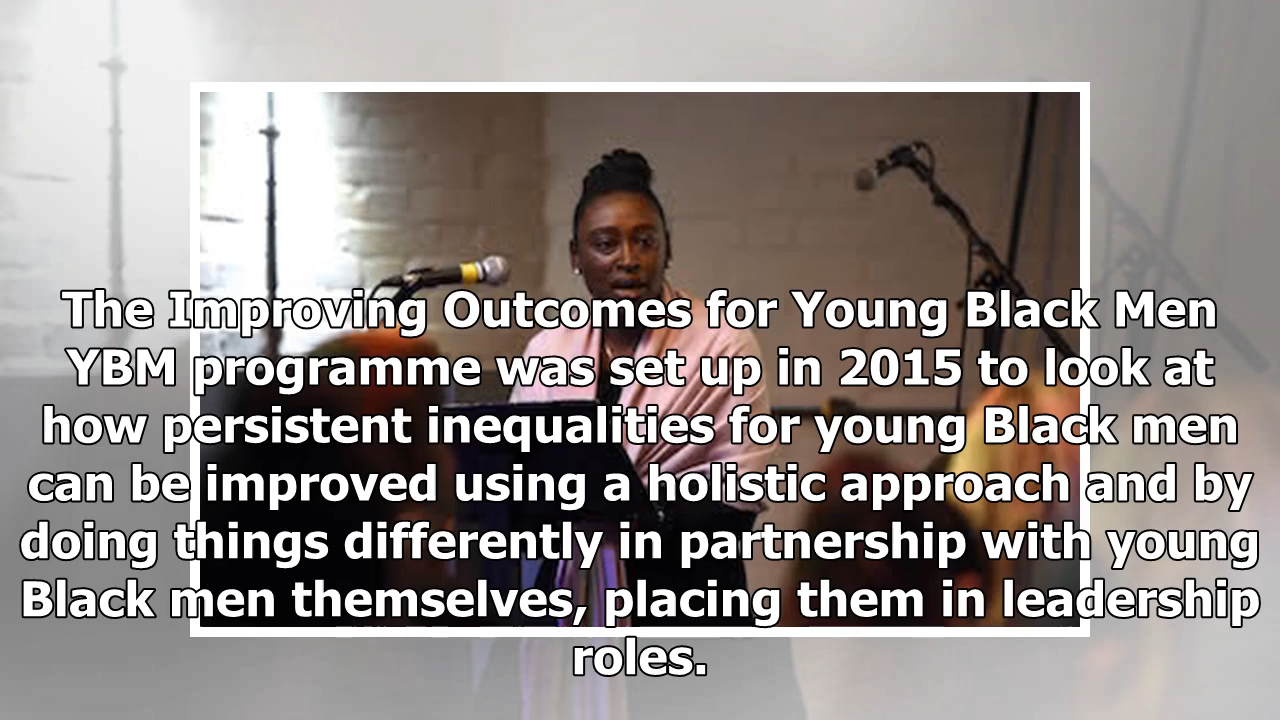 The Improving Outcomes for Young Black Men
YBM programme was set up in 2015 to look at
how persistent inequalities for young Black men
can be improved using a holistic approach and by
doing things differently in partnership with young
Black men themselves, placing them in leadership
roles.